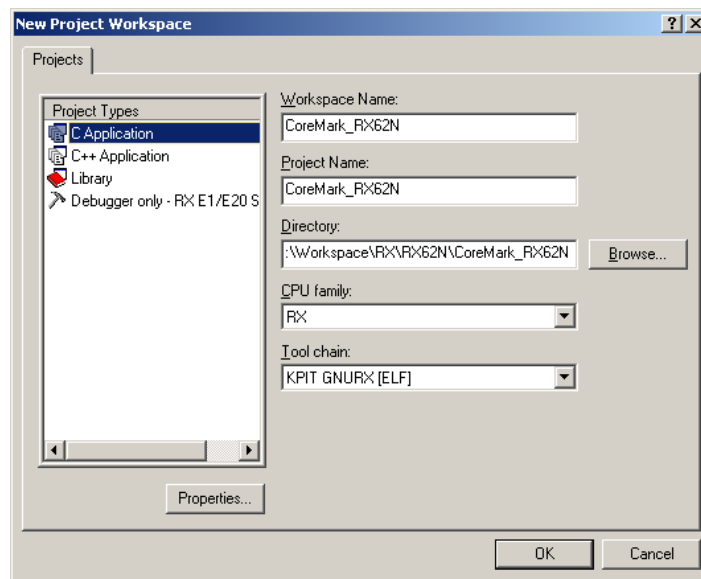 New Project Workspace
Projects
Project Types
C Application
C++ Application
Library
Debugger only - RX E1/E20 S
Workspace Name:
CoreMark_RX62N
Project Name:
CoreMark_RX62N
Directory:
:\Workspace\RX\RX62N\CoreMark_RX62N
Browse...
CPU family:
RX
Tool chain:
KPIT GNURX [ELF]
Properties...
OK
Cancel